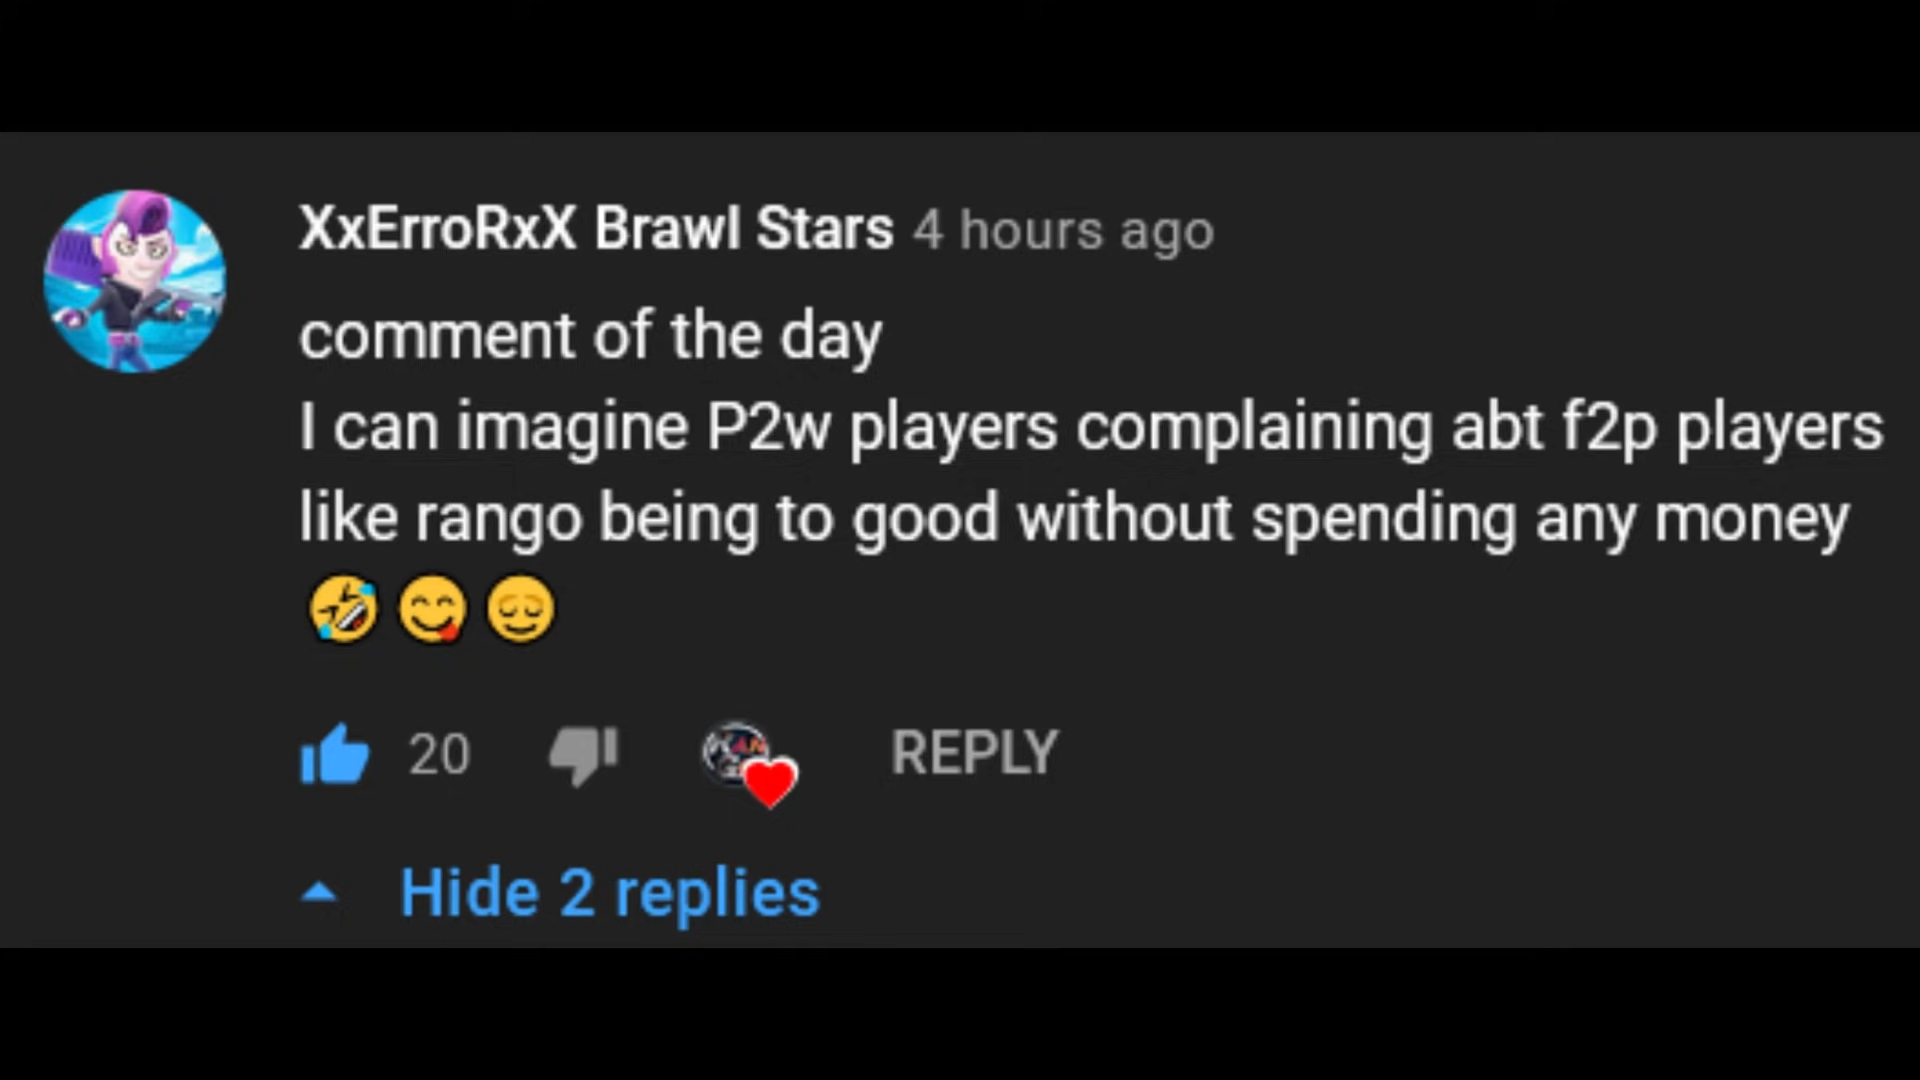 XxErroRxX Brawl Stars 4 hours ago
comment of the day
I can imagine P2w players complaining abt f2p players
like rango being to good without spending any money
🤣😋😌
20 REPLY
Hide 2 replies